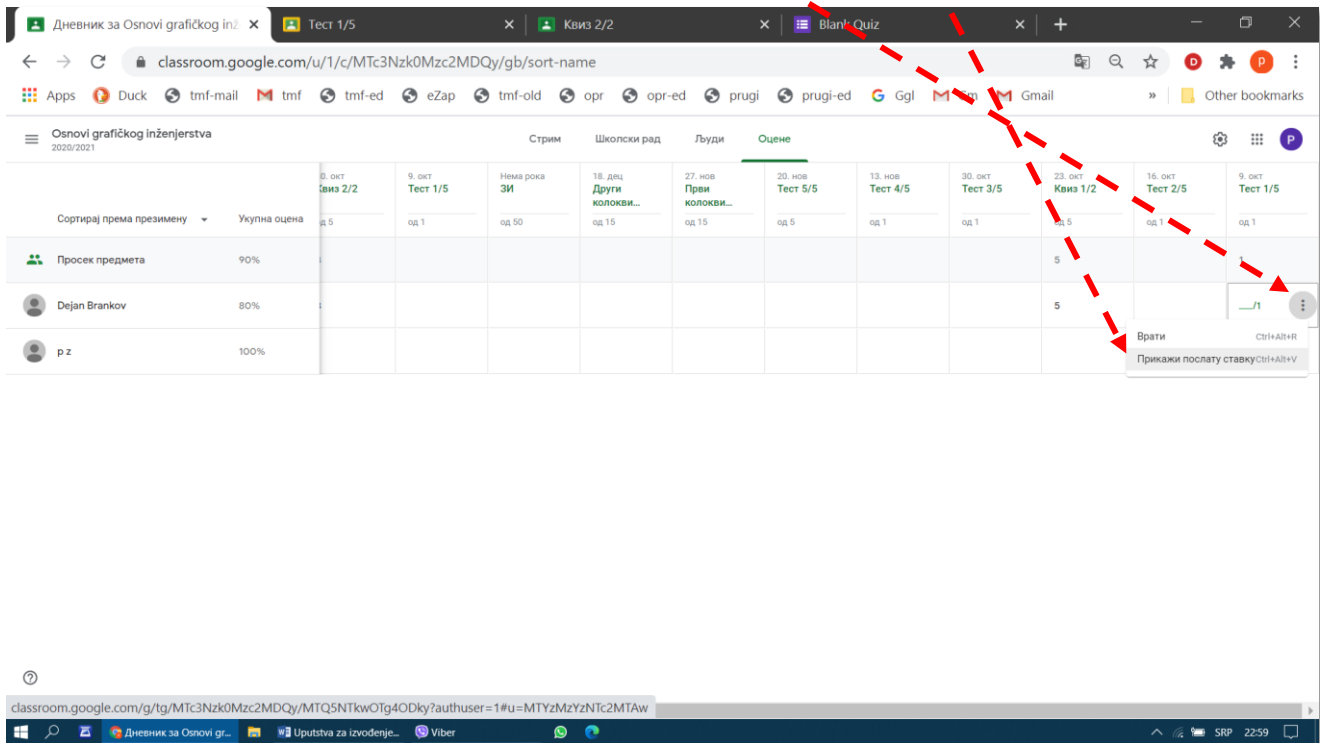 Дневник за Osnovi grafičkog inž
Тест 1/5
Квиз 2/2
Blank Quiz
classroom.google.com/u/1/c/MTc3Nzk0Mzc2MDQy/gb/sort-name
Apps Duck tmf-mail tmf tmf-ed eZap tmf-old opr opr-ed prugi prugi-ed Ggl Gmail » Other bookmarks
Osnovi grafičkog inženjerstva
2020/2021
Стрим Школски рад Људи Оцене
0. окт 9. окт Нема рока 18. дец 27. нов 20. нов 13. нов 30. окт 23. окт 16. окт 9. окт
Квиз 2/2 Тест 1/5 ЗИ Други колокви... Први колокви... Тест 5/5 Тест 4/5 Тест 3/5 Квиз 1/2 Тест 2/5 Тест 1/5
Сортирај према презимену Укупна оцена
д 5 од 1 од 50 од 15 од 15 од 5 од 1 од 1 од 5 од 1 од 1
Просек предмета 90% 5 1
Dejan Brankov 80% 5 __/1
p z 100%
Врати Ctrl+Alt+R
Прикажи послату ставку Ctrl+Alt+V
classroom.google.com/g/tg/MTc3Nzk0Mzc2MDQy/MTQ5NTkwOTg4ODky?authuser=1#u=MTYzMzYzNTc2MTAw
Дневник за Osnovi gr... Uputstva za izvođenje... Viber SRP 22:59